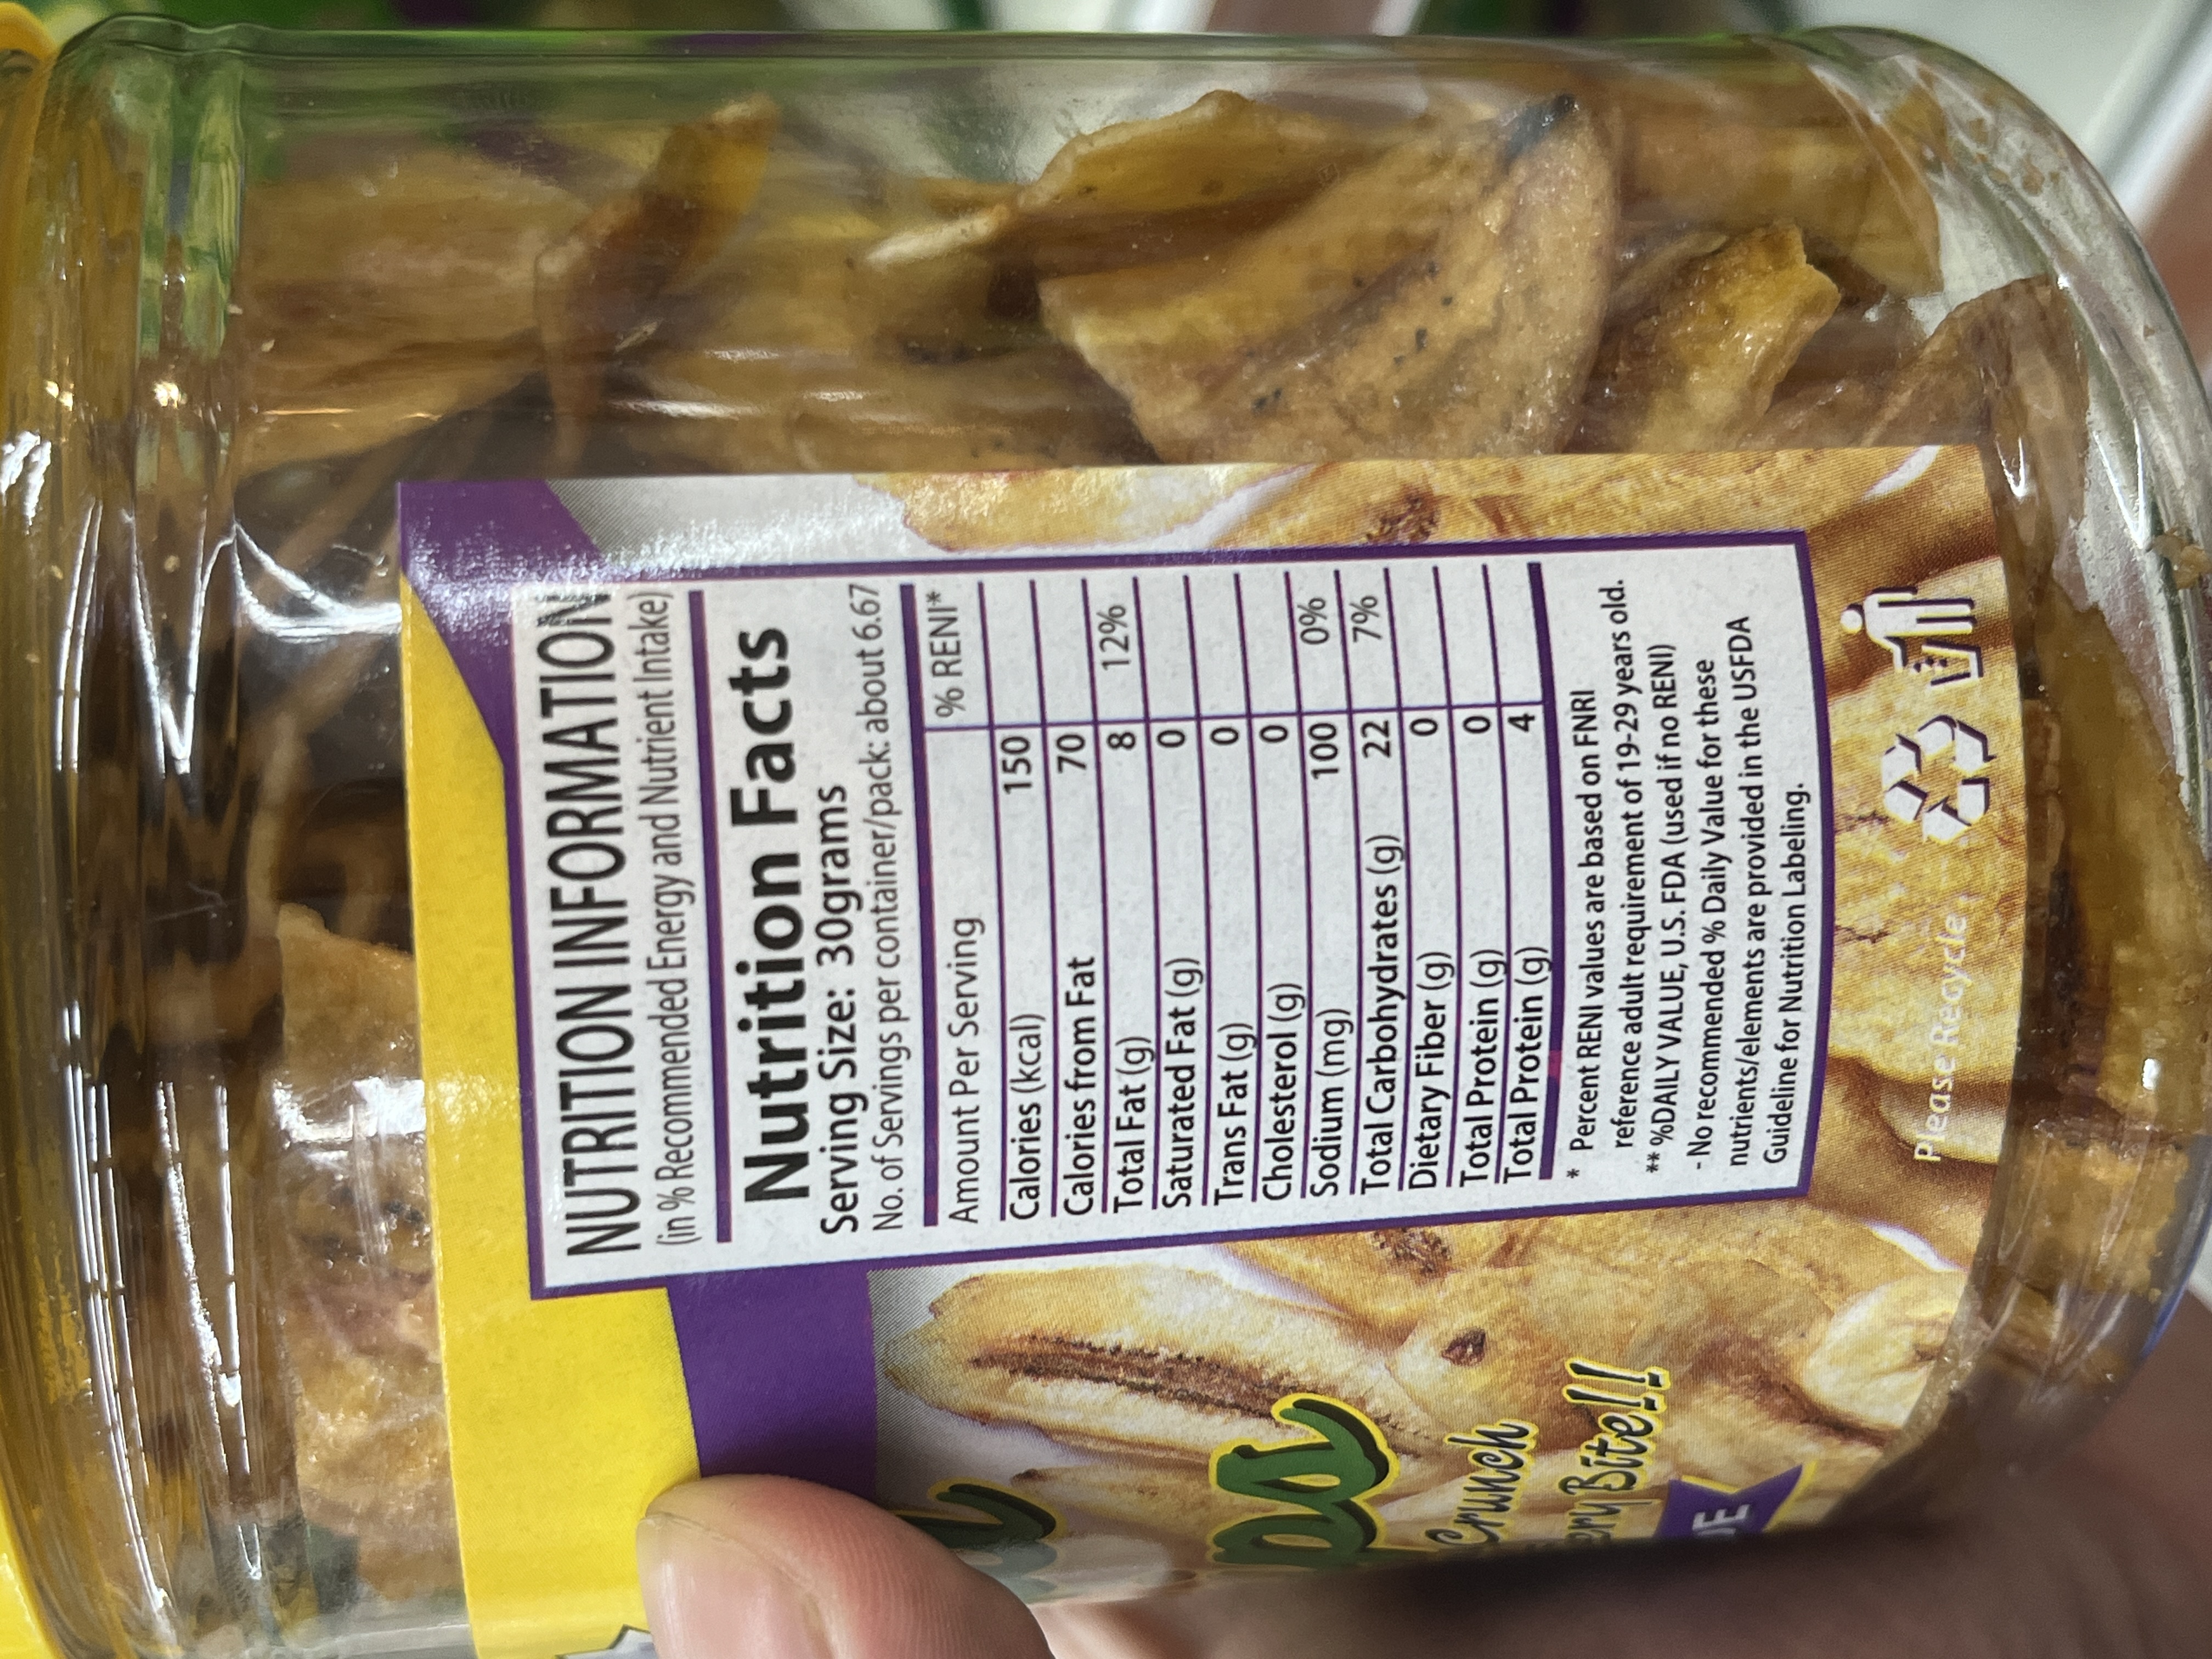 NUTRITION INFORMATION
(in % Recommended Energy and Nutrient Intake)
Nutrition Facts
Serving Size: 30grams
No. of Servings per container/pack: about 6.67
Amount Per Serving % RENI*
Calories (kcal) 150
Calories from Fat 70
Total Fat (g) 8 12%
Saturated Fat (g) 0
Trans Fat (g) 0
Cholesterol (g) 0
Sodium (mg) 100 0%
Total Carbohydrates (g) 22 7%
Dietary Fiber (g) 0
Total Protein (g) 0
Total Protein (g) 4
* Percent RENI values are based on FNRI
reference adult requirement of 19-29 years old.
** %DAILY VALUE, U.S. FDA (used if no RENI)
- No recommended % Daily Value for these
nutrients/elements are provided in the USFDA
Guideline for Nutrition Labeling.
Please Recycle
ps
Crunch
Bite!!